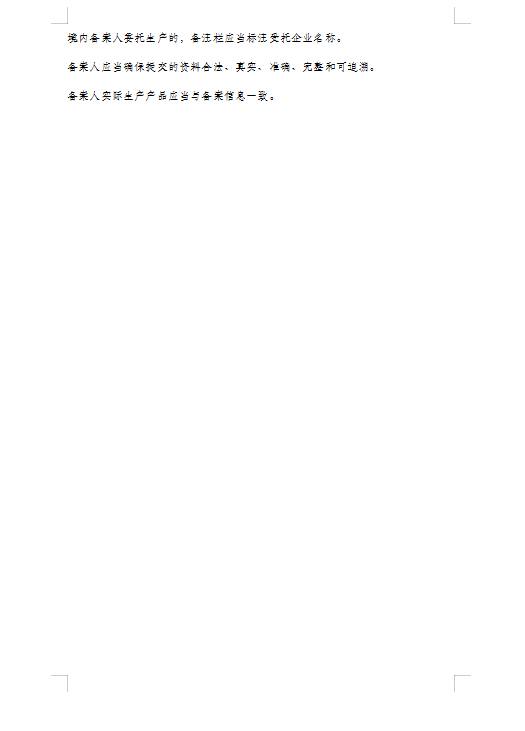 境内备案人委托生产的，备注栏应当标注受托企业名称。
备案人应当确保提交的资料合法、真实、准确、完整和可追溯。
备案人实际生产产品应当与备案信息一致。